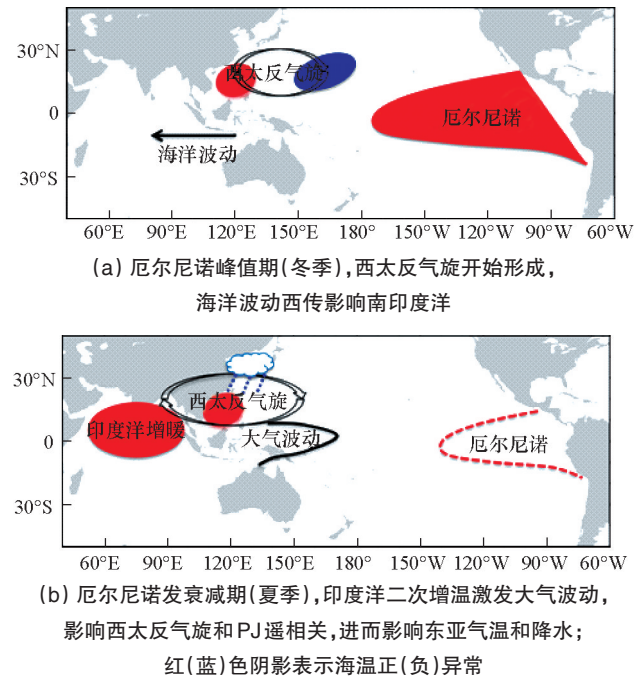 30°N
0
30°S
西太反气旋
厄尔尼诺
海洋波动
60°E 90°E 120°E 150°E 180° 150°W 120°W 90°W 60°W
(a) 厄尔尼诺峰值期(冬季),西太反气旋开始形成,
海洋波动西传影响南印度洋
30°N
0
30°S
西太反气旋
印度洋增暖
大气波动
厄尔尼诺
60°E 90°E 120°E 150°E 180° 150°W 120°W 90°W 60°W
(b) 厄尔尼诺发衰减期(夏季),印度洋二次增温激发大气波动,
影响西太反气旋和PJ遥相关,进而影响东亚气温和降水;
红(蓝)色阴影表示海温正(负)异常